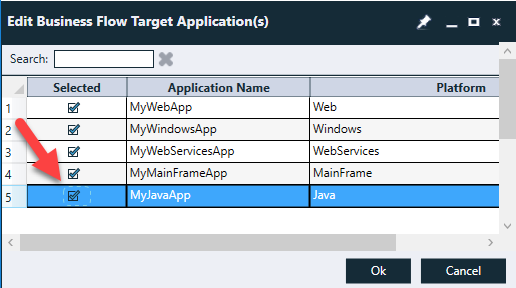 Edit Business Flow Target Application(s)
Search:
Selected Application Name Platform
1 MyWebApp Web
2 MyWindowsApp Windows
3 MyWebServicesApp WebServices
4 MyMainFrameApp MainFrame
5 MyJavaApp Java
Ok Cancel